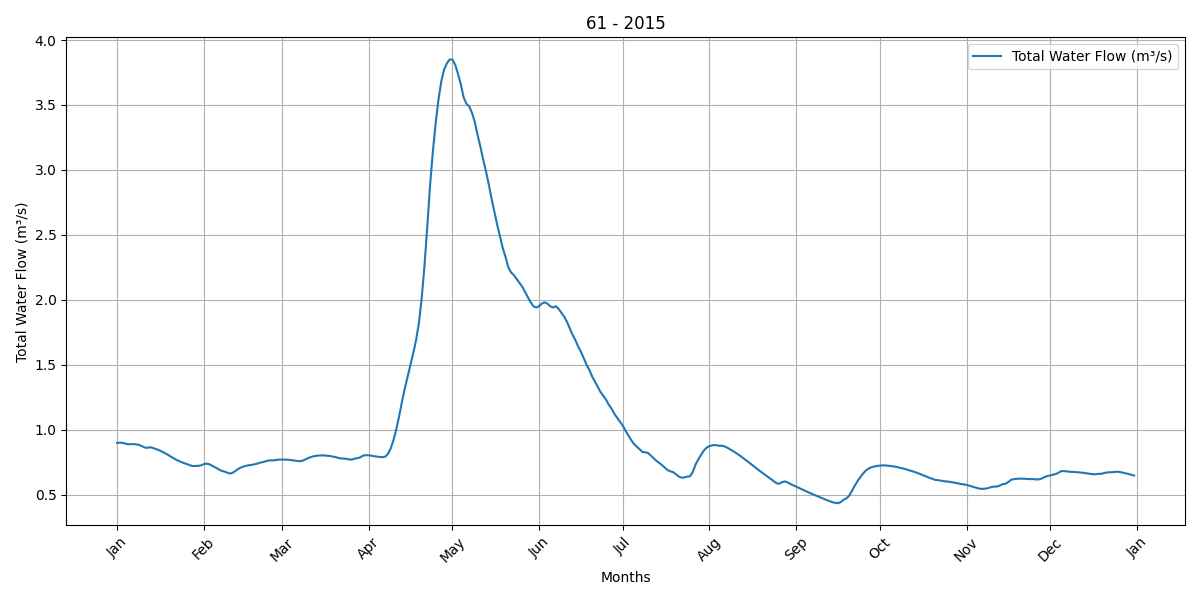 61 - 2015
Total Water Flow (m³/s)
Total Water Flow (m³/s)
4.0
3.5
3.0
2.5
2.0
1.5
1.0
0.5
Jan
Feb
Mar
Apr
May
Jun
Jul
Aug
Sep
Oct
Nov
Dec
Jan
Months